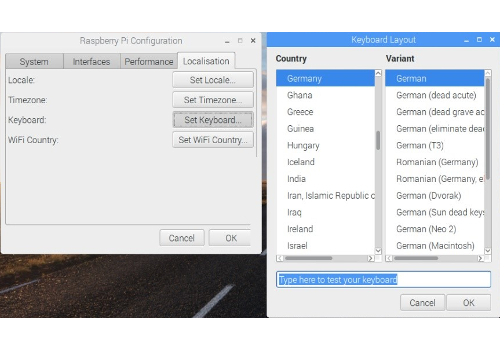 Raspberry Pi Configuration
System
Interfaces
Performance
Localisation
Locale:
Set Locale...
Timezone:
Set Timezone...
Keyboard:
Set Keyboard...
WiFi Country:
Set WiFi Country...
Cancel
OK
Keyboard Layout
Country
Germany
Ghana
Greece
Guinea
Hungary
Iceland
India
Iran, Islamic Republic c
Iraq
Ireland
Israel
Variant
German
German (dead acute)
German (dead grave ac
German (eliminate dead
German (T3)
Romanian (Germany)
Romanian (Germany, e
German (Dvorak)
German (Sun dead keys
German (Neo 2)
German (Macintosh)
Type here to test your keyboard
Cancel
OK